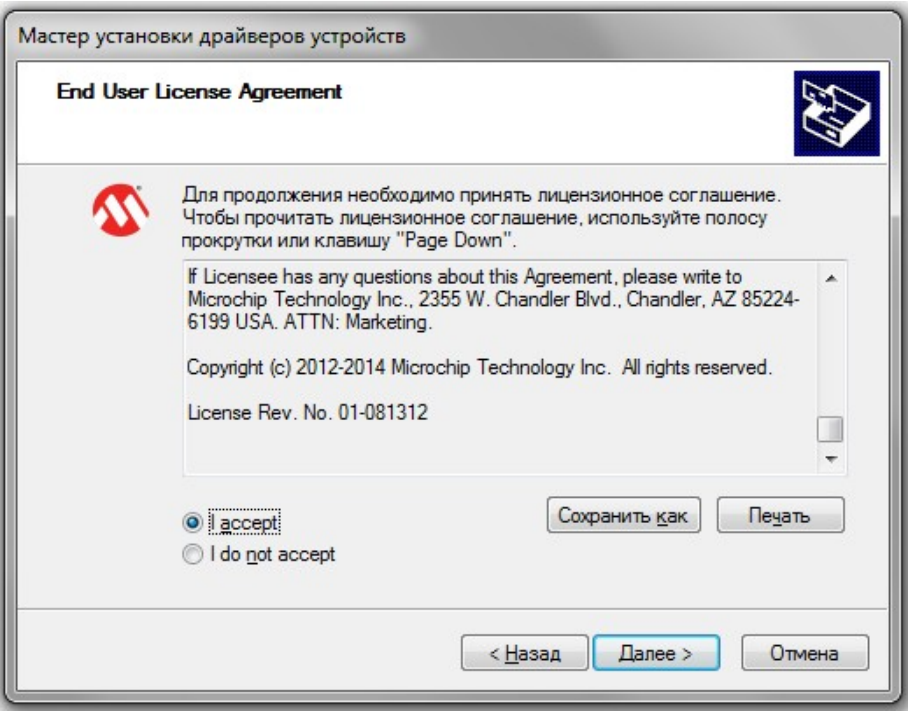 Мастер установки драйверов устройств
End User License Agreement
Для продолжения необходимо принять лицензионное соглашение.
Чтобы прочитать лицензионное соглашение, используйте полосу
прокрутки или клавишу "Page Down".
If Licensee has any questions about this Agreement, please write to
Microchip Technology Inc., 2355 W. Chandler Blvd., Chandler, AZ 85224-
6199 USA. ATTN: Marketing.
Copyright (c) 2012-2014 Microchip Technology Inc.  All rights reserved.
License Rev. No. 01-081312
I accept
Сохранить как
Печать
I do not accept
< Назад
Далее >
Отмена